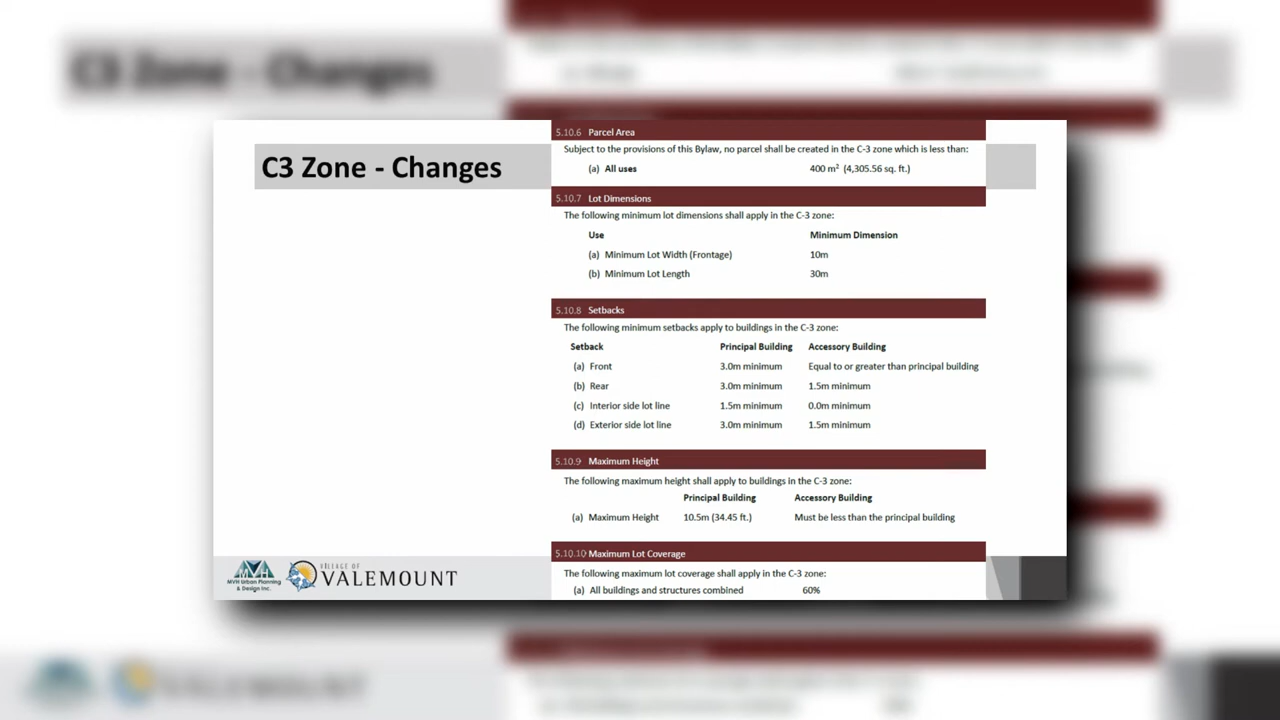 C3 Zone - Changes
5.10.6 Parcel Area
Subject to the provisions of this Bylaw, no parcel shall be created in the C-3 zone which is less than:
(a) All uses 400 m² (4,305.56 sq. ft.)
5.10.7 Lot Dimensions
The following minimum lot dimensions shall apply in the C-3 zone:
Use Minimum Dimension
(a) Minimum Lot Width (Frontage) 10m
(b) Minimum Lot Length 30m
5.10.8 Setbacks
The following minimum setbacks apply to buildings in the C-3 zone:
Setback Principal Building Accessory Building
(a) Front 3.0m minimum Equal to or greater than principal building
(b) Rear 3.0m minimum 1.5m minimum
(c) Interior side lot line 1.5m minimum 0.0m minimum
(d) Exterior side lot line 3.0m minimum 1.5m minimum
5.10.9 Maximum Height
The following maximum height shall apply to buildings in the C-3 zone:
Principal Building Accessory Building
(a) Maximum Height 10.5m (34.45 ft.) Must be less than the principal building
5.10.10 Maximum Lot Coverage
The following maximum lot coverage shall apply in the C-3 zone:
(a) All buildings and structures combined 60%
MVH Urban Planning
& Design Inc.
VILLAGE OF
VALEMOUNT
C3 Zone - Changes
VALEMOUNT